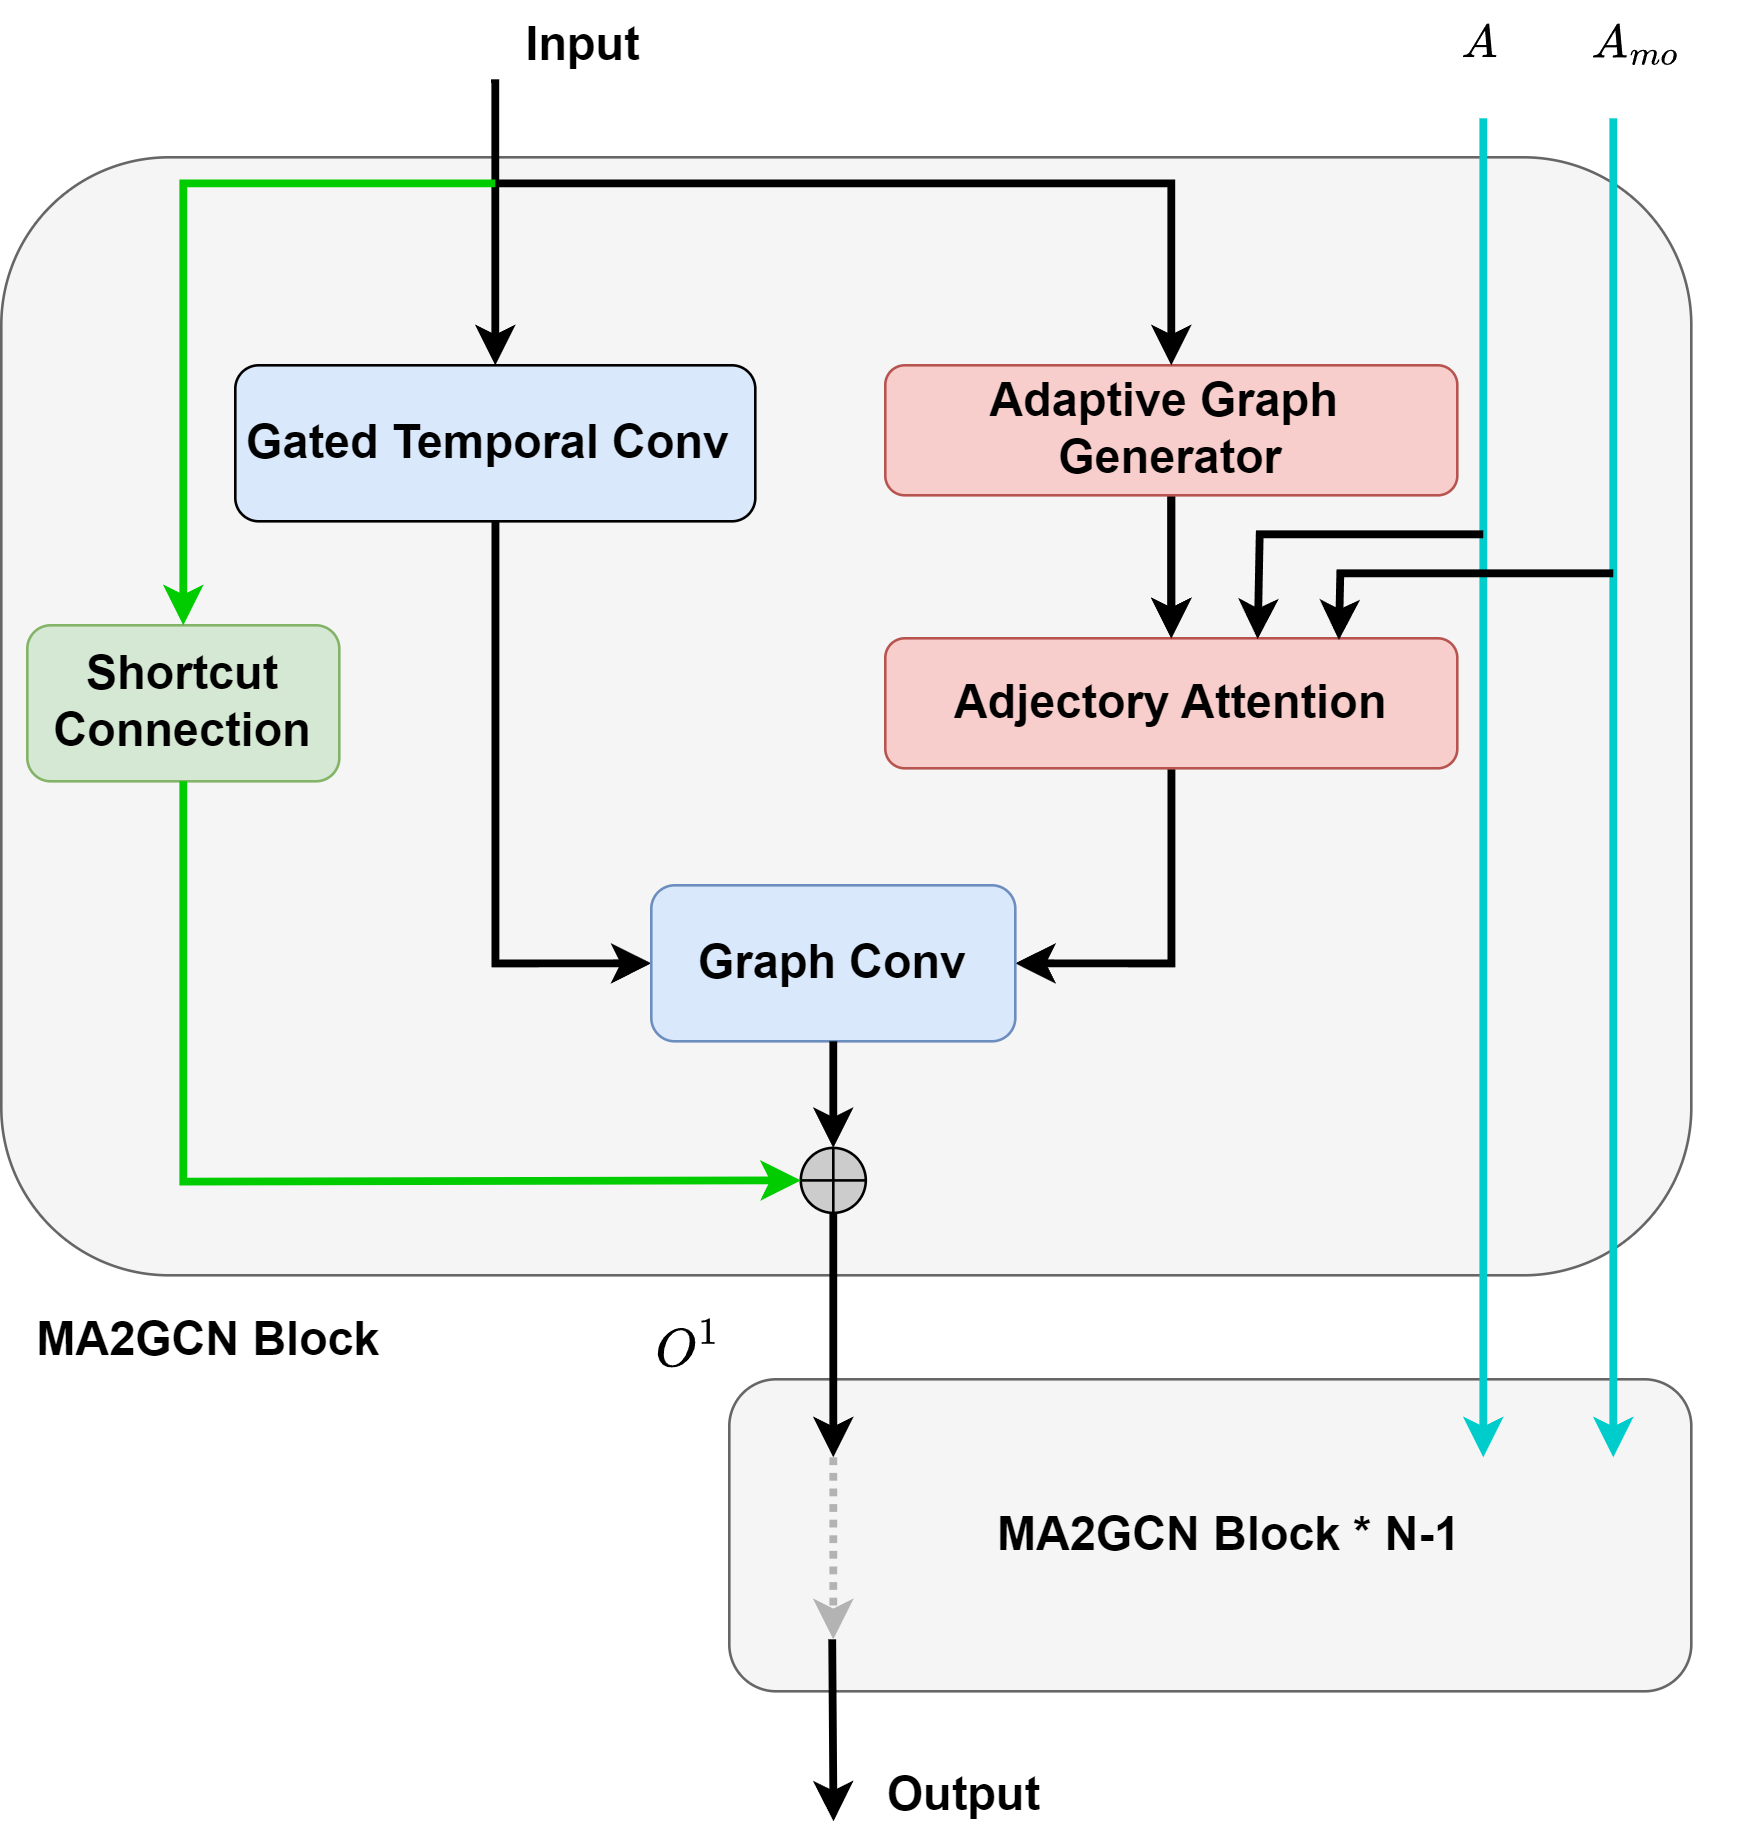 Input
A
A_{mo}
Gated Temporal Conv
Adaptive Graph
Generator
Shortcut
Connection
Adjectory Attention
Graph Conv
MA2GCN Block
O^1
MA2GCN Block * N-1
Output